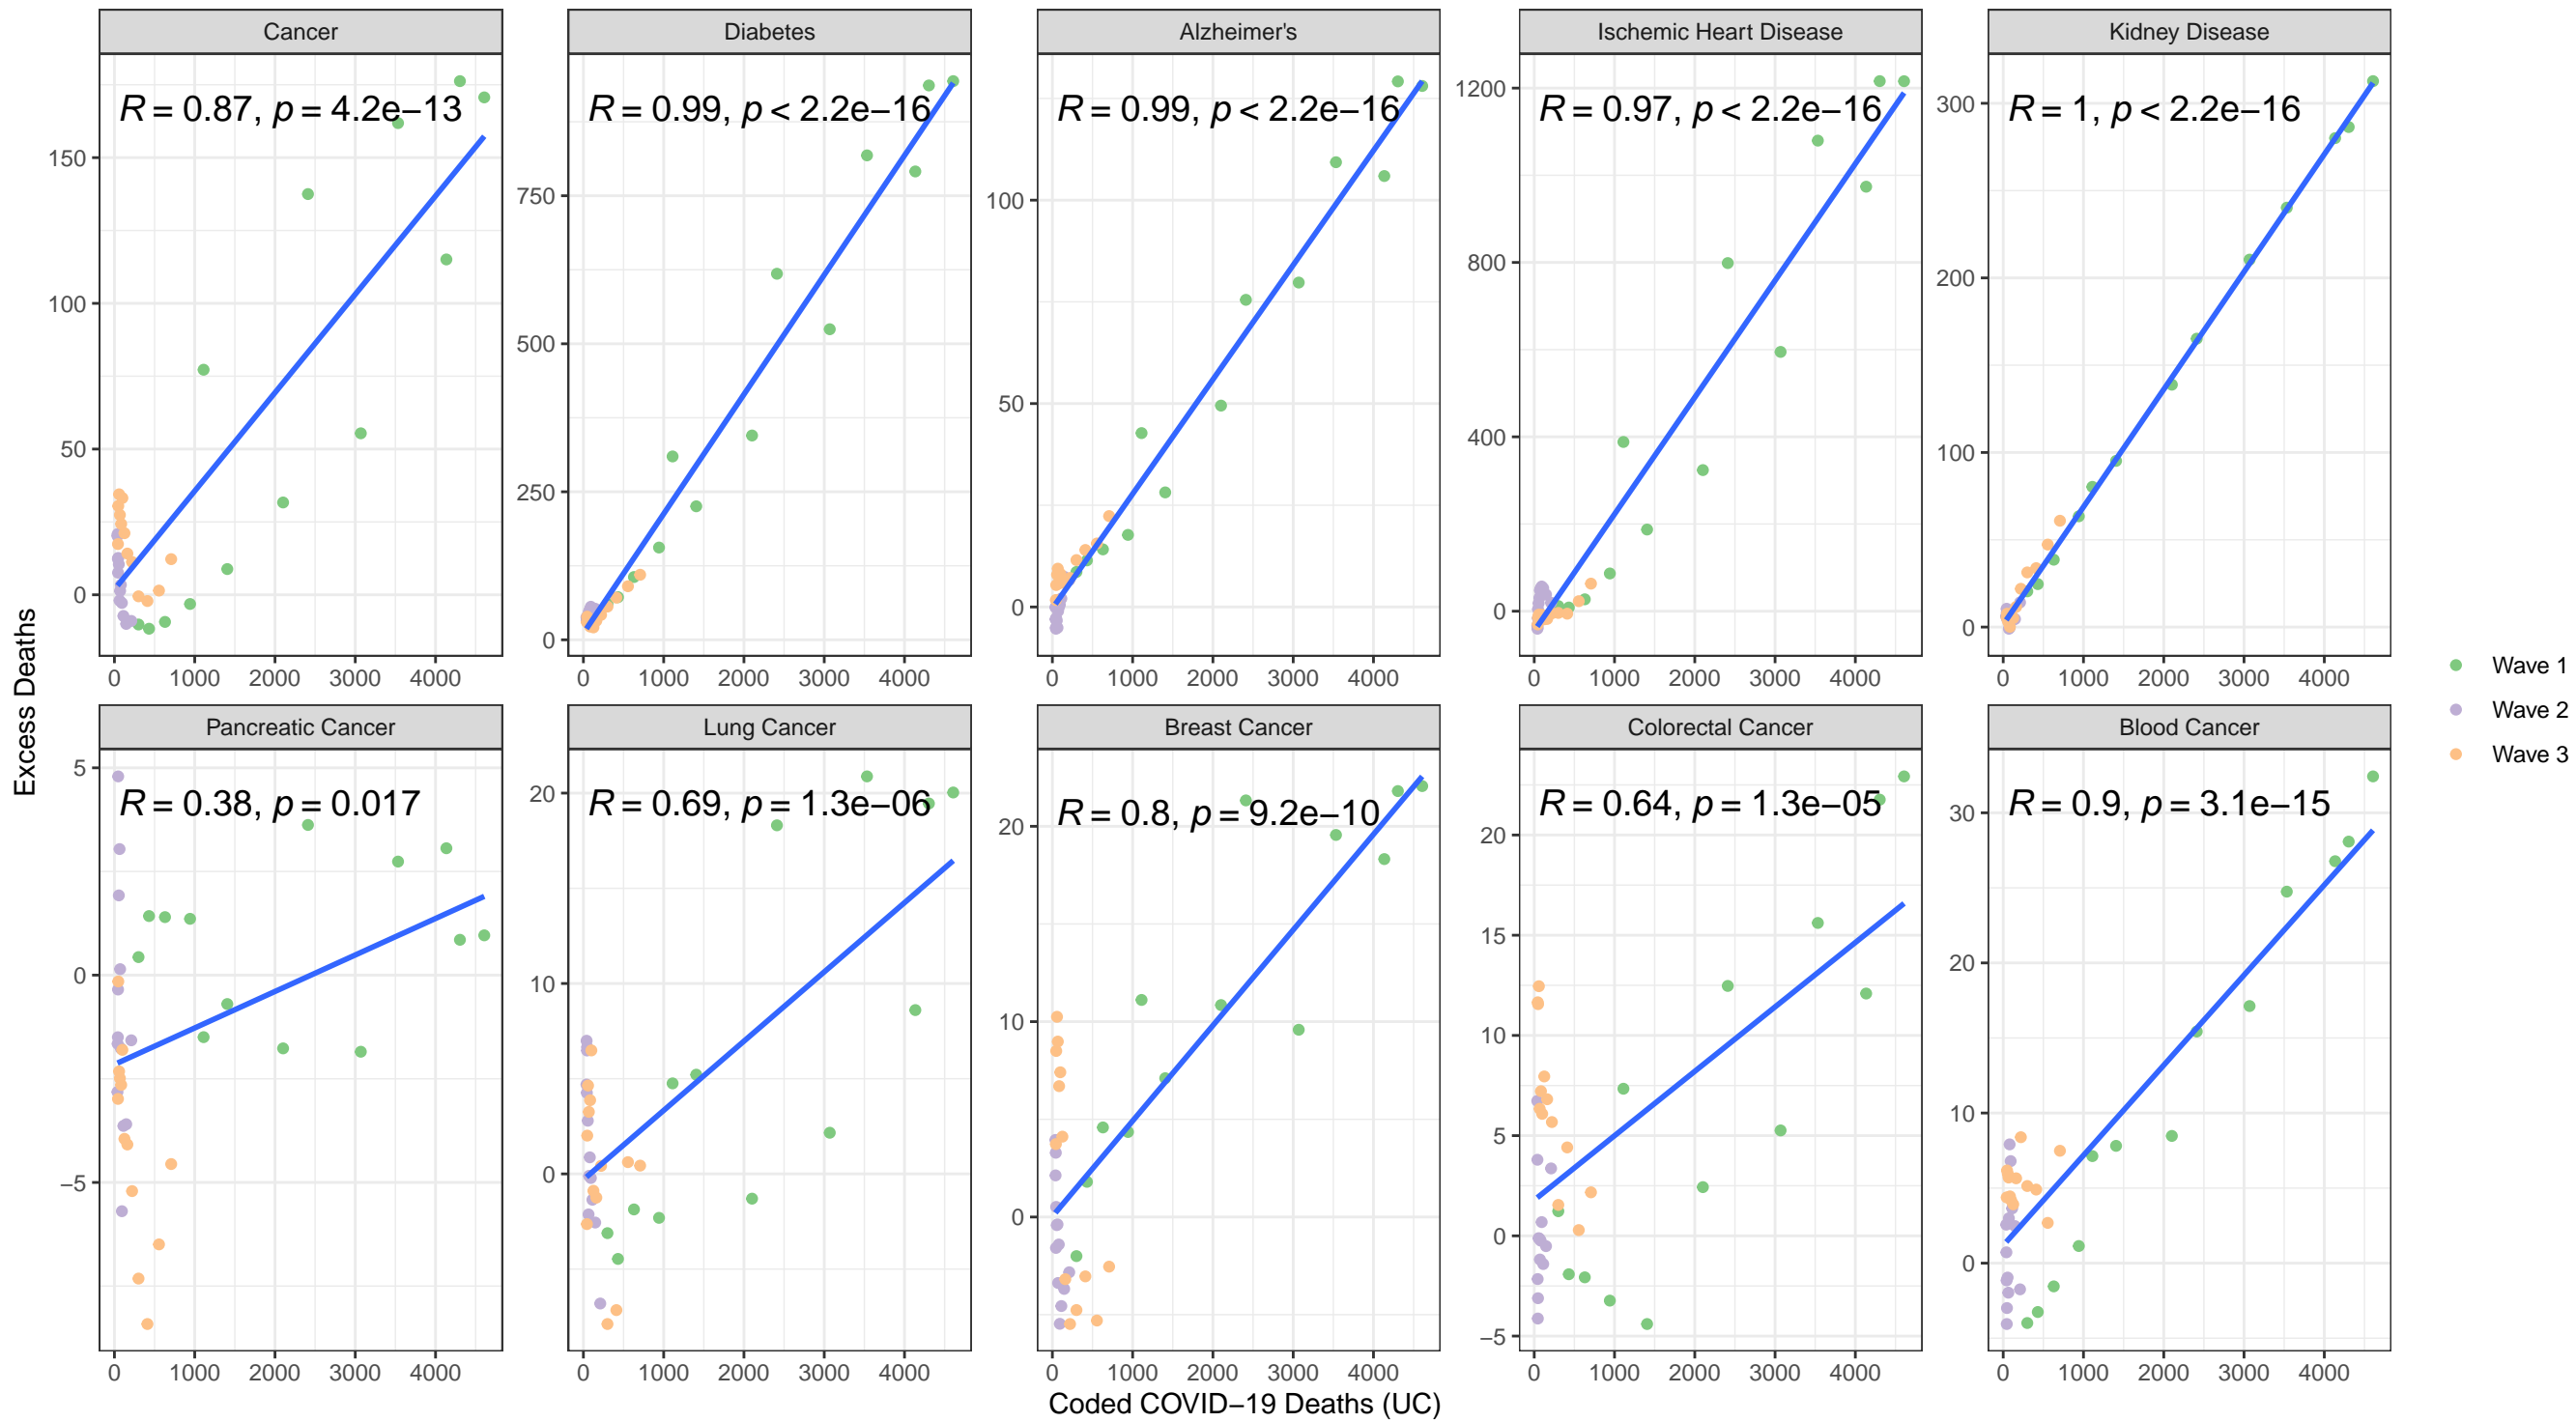 Cancer
Diabetes
Alzheimer's
Ischemic Heart Disease
Kidney Disease
R = 0.87, p = 4.2e−13
R = 0.99, p < 2.2e−16
R = 0.99, p < 2.2e−16
R = 0.97, p < 2.2e−16
R = 1, p < 2.2e−16
150
100
50
0
750
500
250
0
100
50
0
1200
800
400
0
300
200
100
0
0 1000 2000 3000 4000
0 1000 2000 3000 4000
0 1000 2000 3000 4000
0 1000 2000 3000 4000
0 1000 2000 3000 4000
Excess Deaths
Pancreatic Cancer
Lung Cancer
Breast Cancer
Colorectal Cancer
Blood Cancer
R = 0.38, p = 0.017
R = 0.69, p = 1.3e−06
R = 0.8, p = 9.2e−10
R = 0.64, p = 1.3e−05
R = 0.9, p = 3.1e−15
5
0
−5
20
10
0
20
10
0
20
15
10
5
0
−5
30
20
10
0
0 1000 2000 3000 4000
0 1000 2000 3000 4000
0 1000 2000 3000 4000
0 1000 2000 3000 4000
0 1000 2000 3000 4000
Coded COVID−19 Deaths (UC)
Wave 1
Wave 2
Wave 3